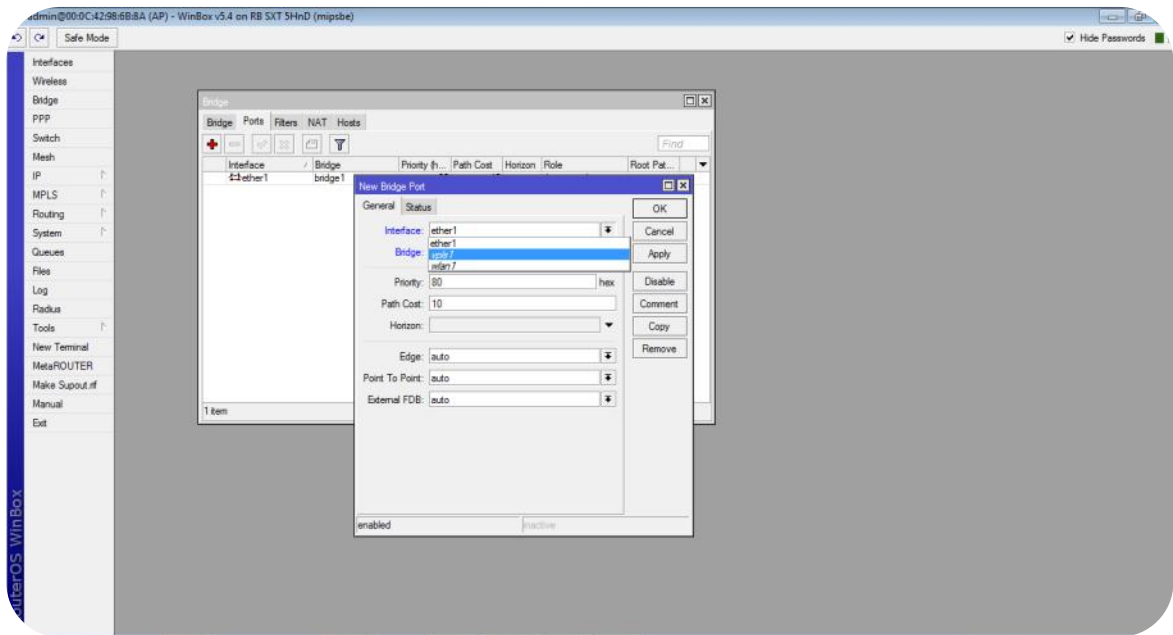 admin@00:0C:42:98:6B:8A (AP) - WinBox v5.4 on RB SXT 5HnD (mipsbe)
Safe Mode
Hide Passwords
Interfaces
Wireless
Bridge
PPP
Switch
Mesh
IP
MPLS
Routing
System
Queues
Files
Log
Radius
Tools
New Terminal
MetaROUTER
Make Supout.rif
Manual
Exit
RouterOS WinBox
Bridge
Bridge Ports Filters NAT Hosts
Find
Interface Bridge Priority (h... Path Cost Horizon Role Root Pat...
ether1 bridge1
1 item
New Bridge Port
General Status
Interface: ether1
ether1
vpls1
wlan1
Bridge:
Priority: 80 hex
Path Cost: 10
Horizon:
Edge: auto
Point To Point: auto
External FDB: auto
OK
Cancel
Apply
Disable
Comment
Copy
Remove
enabled inactive